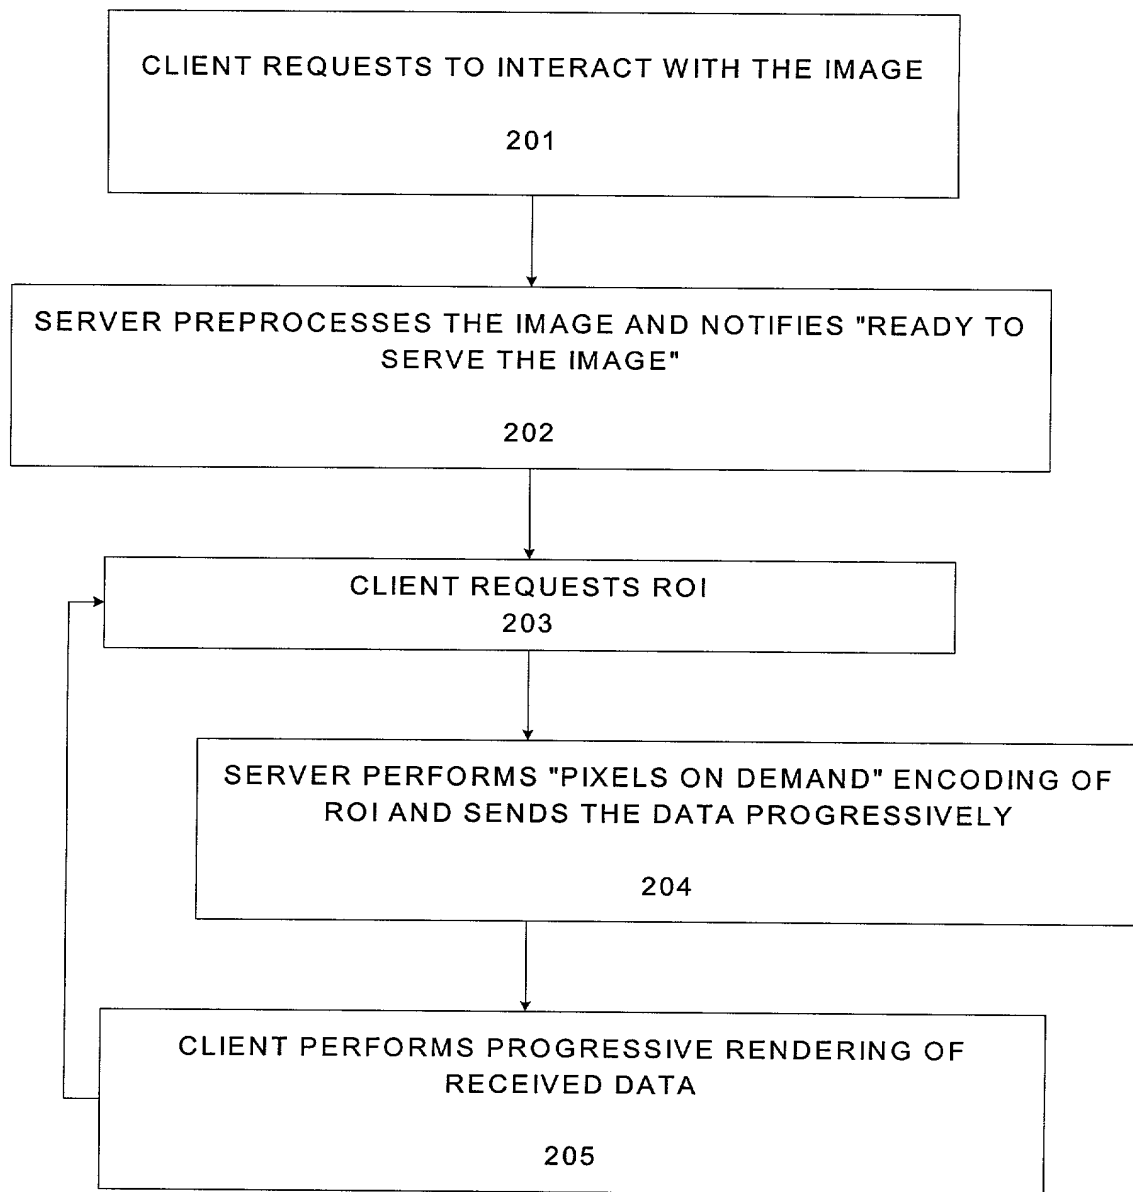 CLIENT REQUESTS TO INTERACT WITH THE IMAGE
201
SERVER PREPROCESSES THE IMAGE AND NOTIFIES "READY TO
SERVE THE IMAGE"
202
CLIENT REQUESTS ROI
203
SERVER PERFORMS "PIXELS ON DEMAND" ENCODING OF
ROI AND SENDS THE DATA PROGRESSIVELY
204
CLIENT PERFORMS PROGRESSIVE RENDERING OF
RECEIVED DATA
205